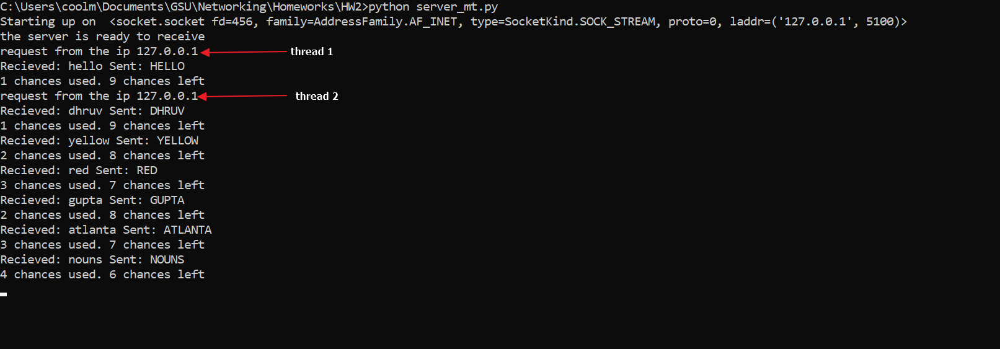 C:\Users\coolm\Documents\GSU\Networking\Homeworks\HW2>python server_mt.py
Starting up on  <socket.socket fd=456, family=AddressFamily.AF_INET, type=SocketKind.SOCK_STREAM, proto=0, laddr=('127.0.0.1', 5100)>
the server is ready to receive
request from the ip 127.0.0.1 thread 1
Recieved: hello Sent: HELLO
1 chances used. 9 chances left
request from the ip 127.0.0.1 thread 2
Recieved: dhruv Sent: DHRUV
1 chances used. 9 chances left
Recieved: yellow Sent: YELLOW
2 chances used. 8 chances left
Recieved: red Sent: RED
3 chances used. 7 chances left
Recieved: gupta Sent: GUPTA
2 chances used. 8 chances left
Recieved: atlanta Sent: ATLANTA
3 chances used. 7 chances left
Recieved: nouns Sent: NOUNS
4 chances used. 6 chances left